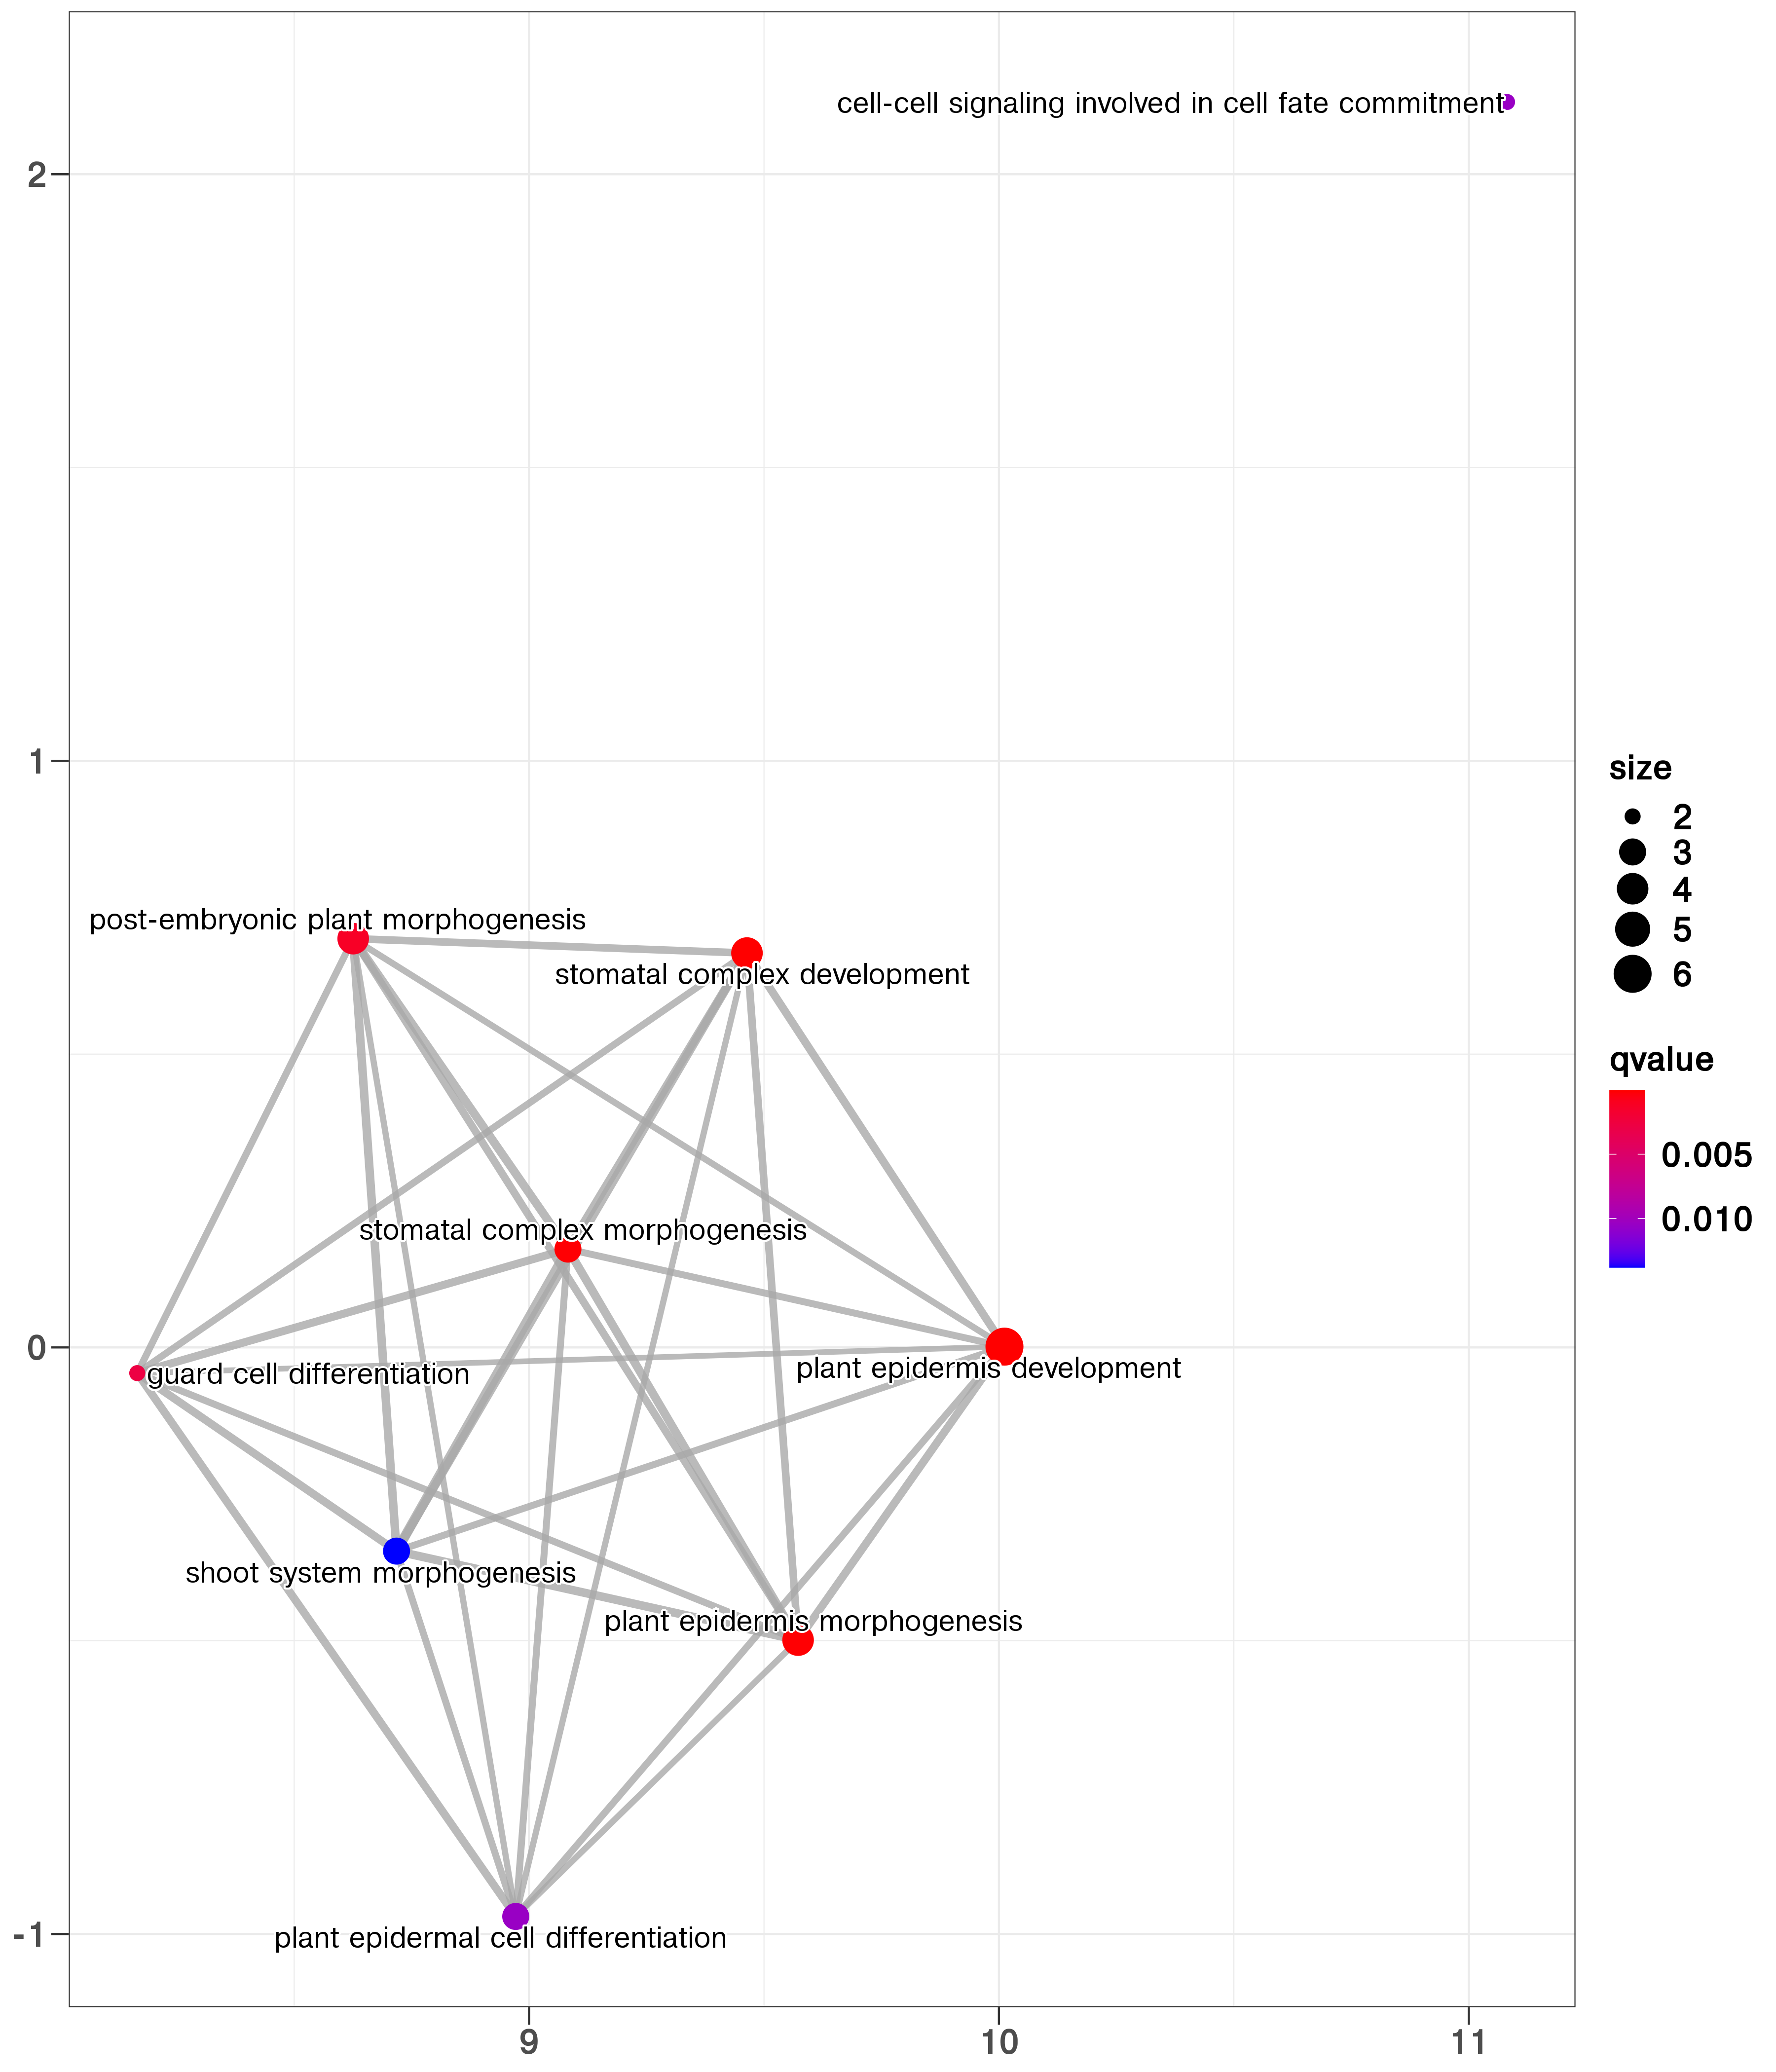 cell-cell signaling involved in cell fate commitment
2
1
size
2
3
4
5
6
post-embryonic plant morphogenesis
stomatal complex development
qvalue
0.005
0.010
stomatal complex morphogenesis
0
guard cell differentiation
plant epidermis development
shoot system morphogenesis
plant epidermis morphogenesis
-1
plant epidermal cell differentiation
9
10
11